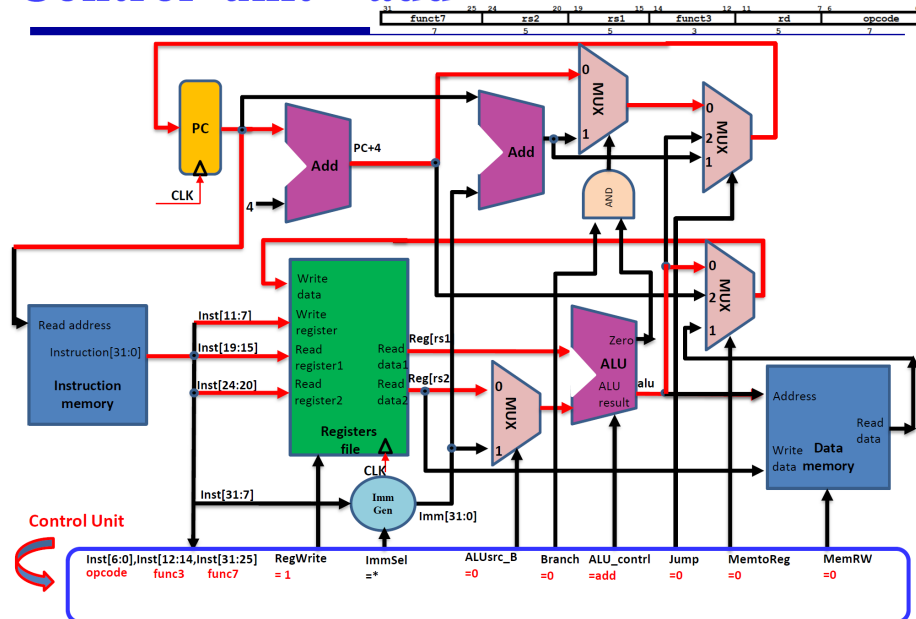 Control unit add
31 25 24 20 19 15 14 12 11 7 6
funct7 rs2 rs1 funct3 rd opcode
7 5 5 3 5 7
PC
CLK
4
Add
PC+4
Add
0
MUX
1
0
2
MUX
1
AND
Write data
Write register
Read register1
Read register2
Read data1
Read data2
Registers file
CLK
Inst[11:7]
Inst[19:15]
Inst[24:20]
Inst[31:7]
Read address
Instruction[31:0]
Instruction memory
Reg[rs1
Reg[rs2
0
MUX
1
Zero
ALU
ALU result
alu
0
2
MUX
1
Address
Read data
Write data
Data memory
Imm Gen
Imm[31:0]
Control Unit
Inst[6:0],Inst[12:14],Inst[31:25] RegWrite ImmSel ALUsrc_B Branch ALU_contrl Jump MemtoReg MemRW
opcode func3 func7 = 1 =* =0 =0 =add =0 =0 =0